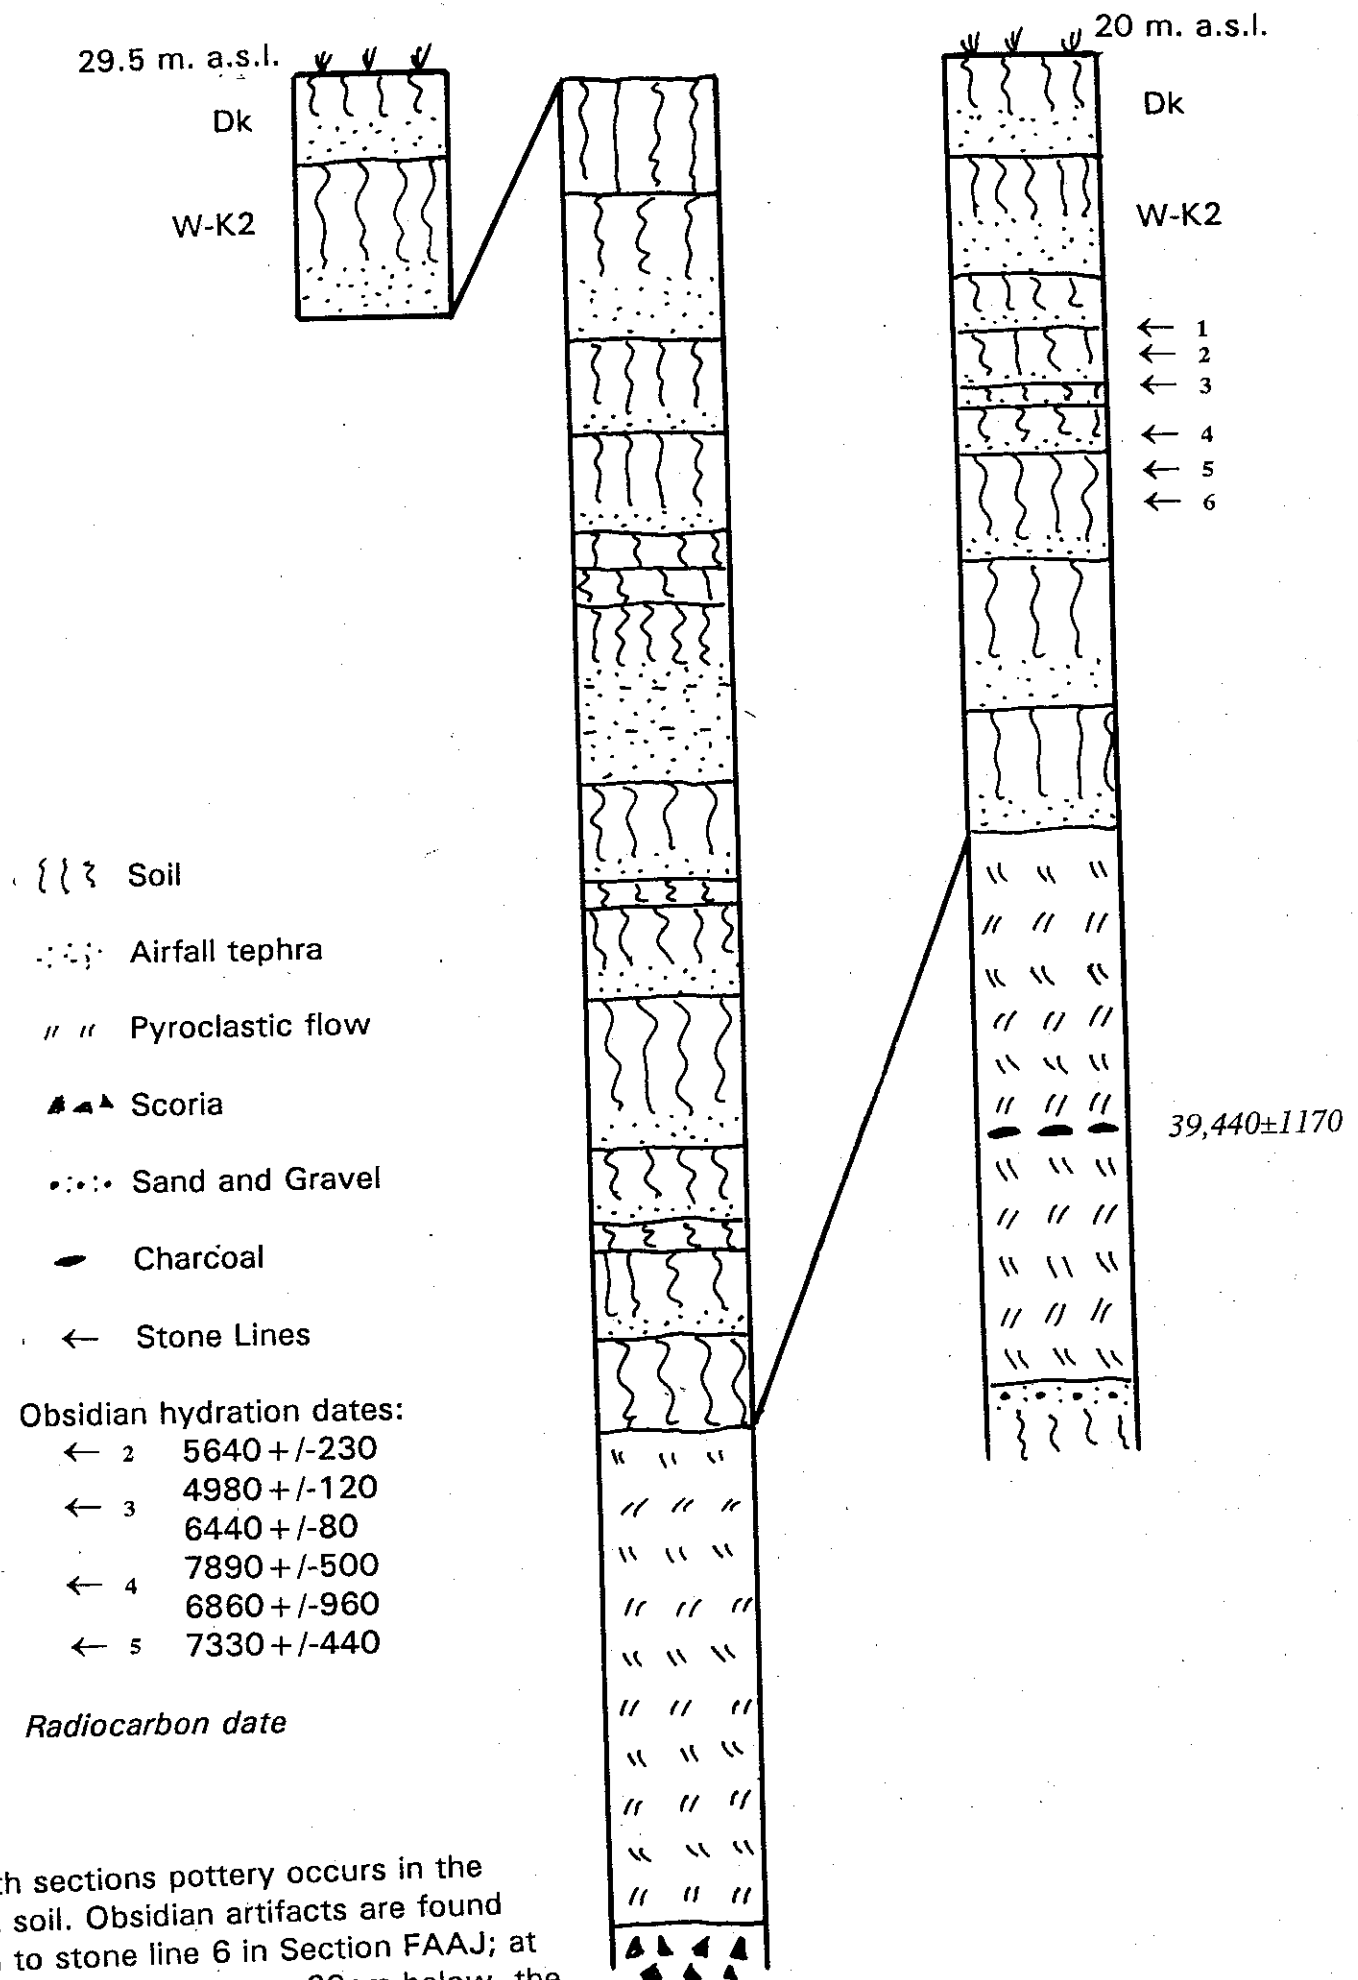 29.5 m. a.s.l.
Dk
W-K2
20 m. a.s.l.
Dk
W-K2
← 1
← 2
← 3
← 4
← 5
← 6
39,440±1170
Soil
Airfall tephra
Pyroclastic flow
Scoria
Sand and Gravel
Charcoal
← Stone Lines
Obsidian hydration dates:
← 2 5640+/-230
4980+/-120
← 3
6440+/-80
7890+/-500
← 4
6860+/-960
← 5 7330+/-440
Radiocarbon date
th sections pottery occurs in the
soil. Obsidian artifacts are found
to stone line 6 in Section FAAJ; at
below the